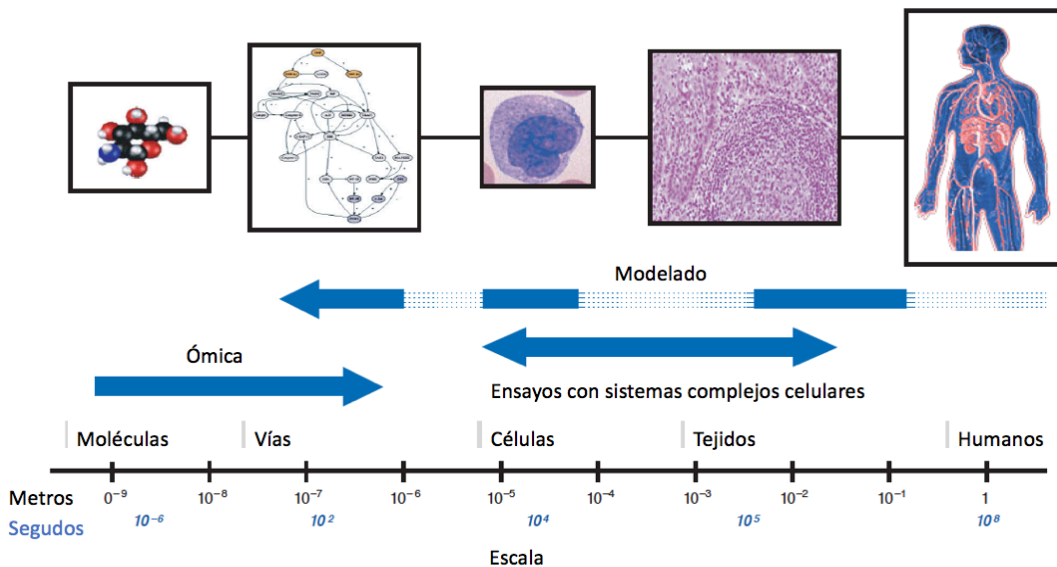 Modelado
Ómica
Ensayos con sistemas complejos celulares
Moléculas Vías Células Tejidos Humanos
Metros 0⁻⁹ 10⁻⁸ 10⁻⁷ 10⁻⁶ 10⁻⁵ 10⁻⁴ 10⁻³ 10⁻² 10⁻¹ 1
Segudos 10⁻⁶ 10² 10⁴ 10⁵ 10⁸
Escala